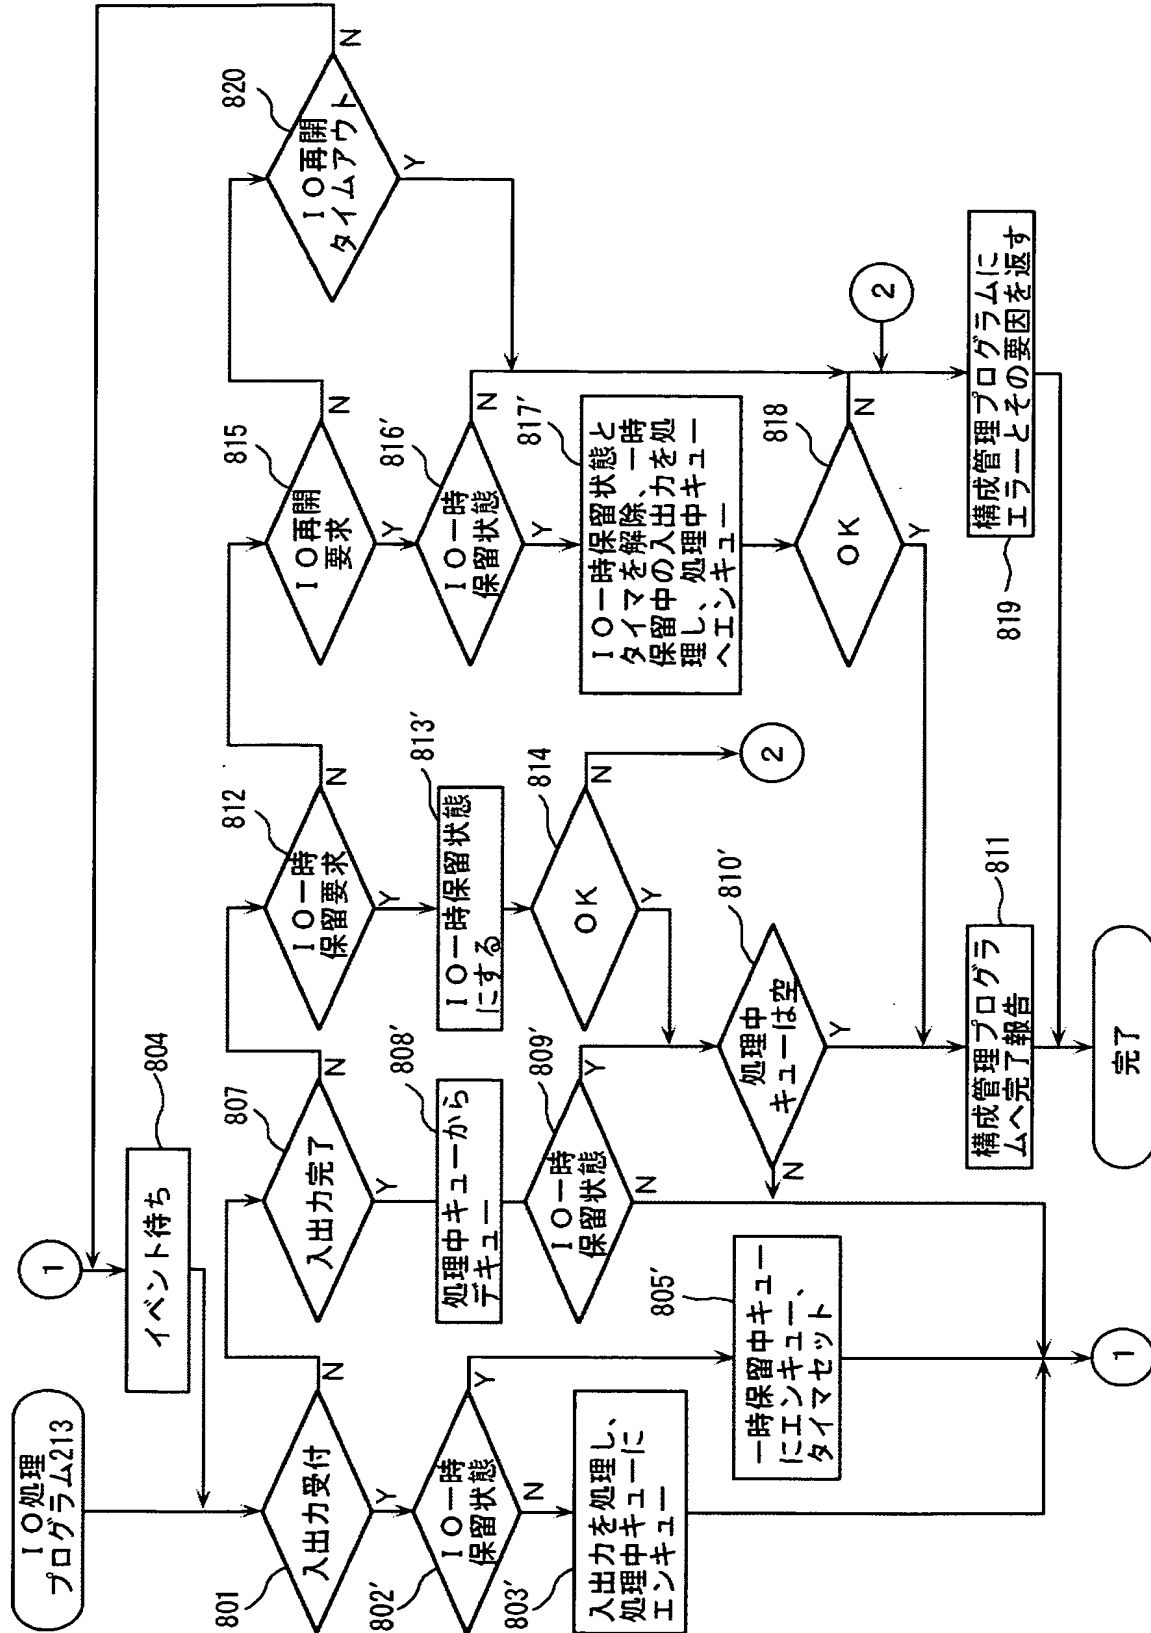 IO処理
プログラム213
1
イベント待ち
804
801
入出力受付
N
Y
802'
IO一時
保留状態
Y
N
803'
入出力を処理し、
処理中キューに
エンキュー
805'
一時保留中キュー
にエンキュー、
タイマセット
1
807
入出力完了
N
Y
808'
処理中キューから
デキュー
809'
IO一時
保留状態
Y
N
810'
処理中
キューは空
N
Y
811
構成管理プログラ
ムへ完了報告
完了
812
IO一時
保留要求
N
Y
813'
IO一時保留状態
にする
814
OK
N
Y
2
815
IO再開
要求
N
Y
816'
IO一時
保留状態
N
Y
817'
IO一時保留状態と
タイマを解除、一時
保留中の入出力を処
理し、処理中キュー
へエンキュー
818
OK
N
Y
2
819
構成管理プログラムに
エラーとその要因を返す
820
IO再開
タイムアウト
N
Y